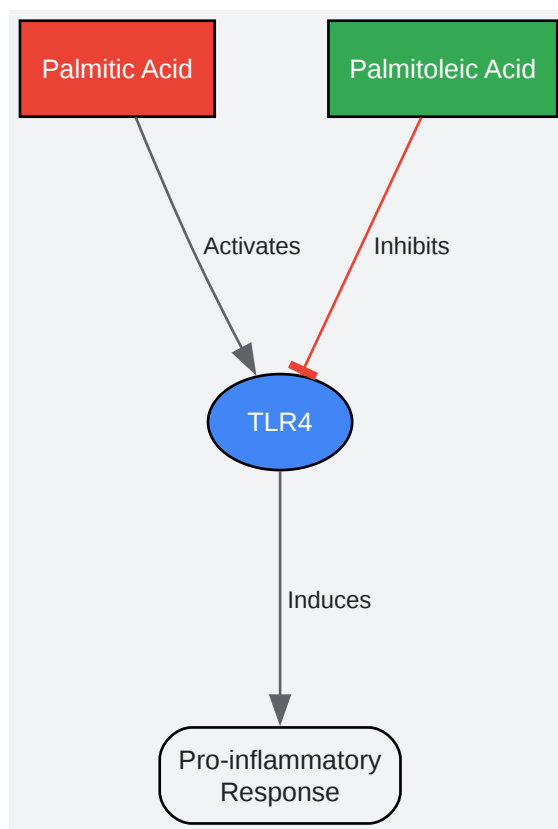 Palmitic Acid
Palmitoleic Acid
Activates
Inhibits
TLR4
Induces
Pro-inflammatory
Response